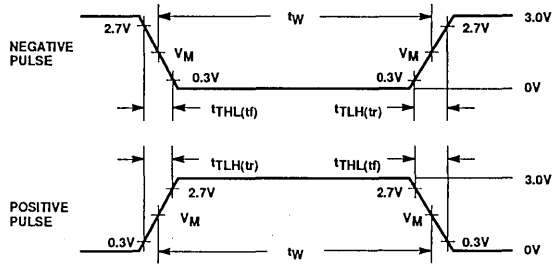 tW
3.0V
2.7V
2.7V
NEGATIVE
PULSE
VM
VM
0.3V
0.3V
0V
tTHL(tf)
tTLH(tr)
tTLH(tr)
tTHL(tf)
3.0V
2.7V
2.7V
POSITIVE
PULSE
VM
VM
0.3V
0.3V
0V
tW